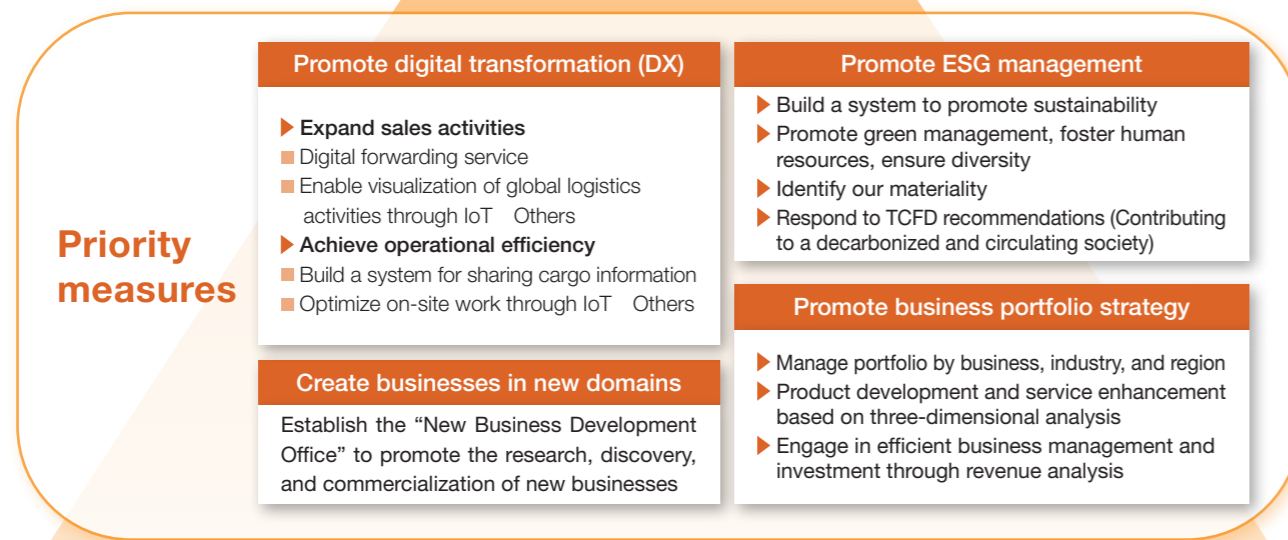 Priority
measures
Promote digital transformation (DX)
Expand sales activities
Digital forwarding service
Enable visualization of global logistics
activities through IoT Others
Achieve operational efficiency
Build a system for sharing cargo information
Optimize on-site work through IoT Others
Create businesses in new domains
Establish the “New Business Development
Office” to promote the research, discovery,
and commercialization of new businesses
Promote ESG management
Build a system to promote sustainability
Promote green management, foster human
resources, ensure diversity
Identify our materiality
Respond to TCFD recommendations (Contributing
to a decarbonized and circulating society)
Promote business portfolio strategy
Manage portfolio by business, industry, and region
Product development and service enhancement
based on three-dimensional analysis
Engage in efficient business management and
investment through revenue analysis